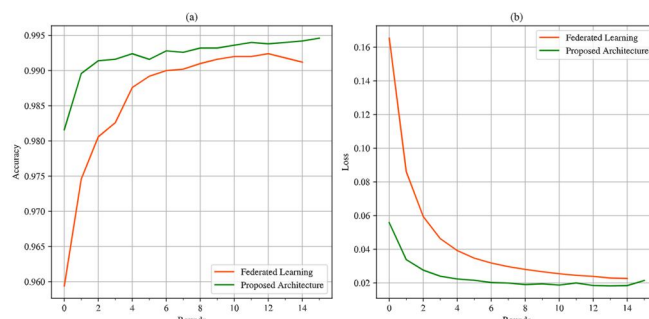 (a)
0.995
0.990
0.985
0.980
0.975
0.970
0.965
0.960
Accuracy
0 2 4 6 8 10 12 14
Federated Learning
Proposed Architecture
(b)
0.16
0.14
0.12
0.10
0.08
0.06
0.04
0.02
Loss
0 2 4 6 8 10 12 14
Federated Learning
Proposed Architecture